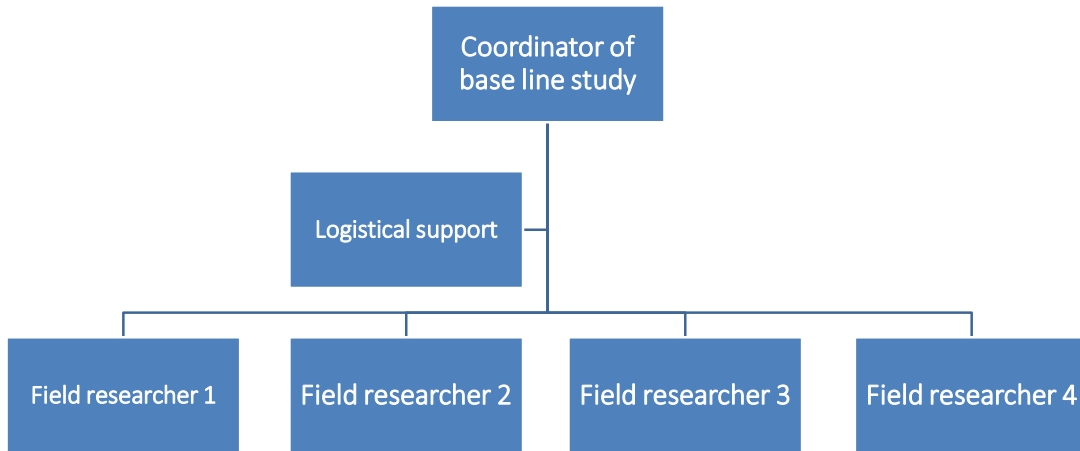 Coordinator of
base line study
Logistical support
Field researcher 1
Field researcher 2
Field researcher 3
Field researcher 4